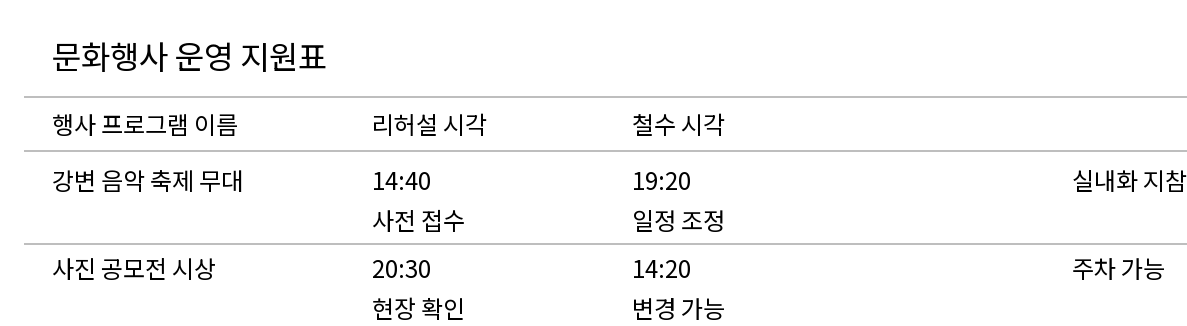 문화행사 운영 지원표
행사 프로그램 이름 리허설 시각 철수 시각
강변 음악 축제 무대 14:40 19:20 실내화 지참
사전 접수 일정 조정
사진 공모전 시상 20:30 14:20 주차 가능
현장 확인 변경 가능